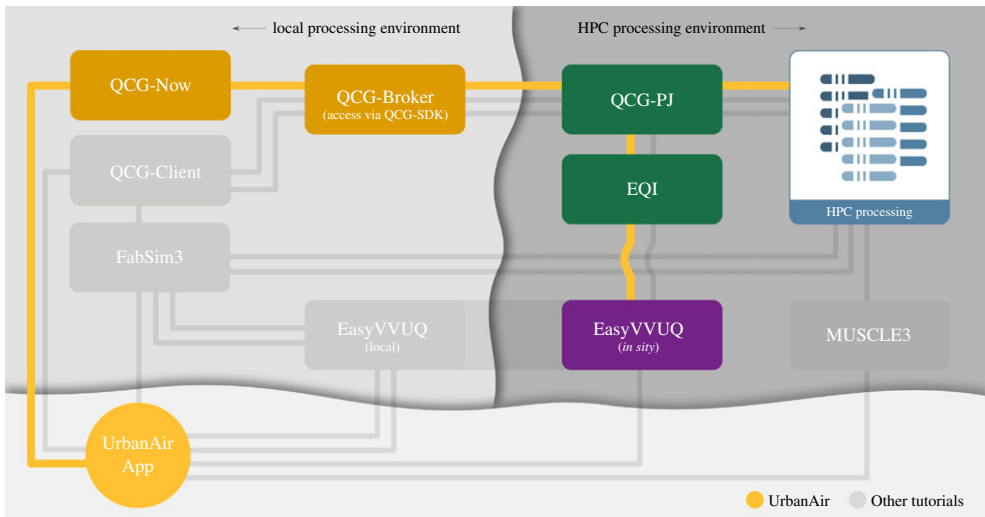 local processing environment
HPC processing environment
QCG-Now
QCG-Broker
(access via QCG-SDK)
QCG-PJ
QCG-Client
EQI
HPC processing
FabSim3
EasyVVUQ
(local)
EasyVVUQ
(in sity)
MUSCLE3
UrbanAir
App
UrbanAir
Other tutorials